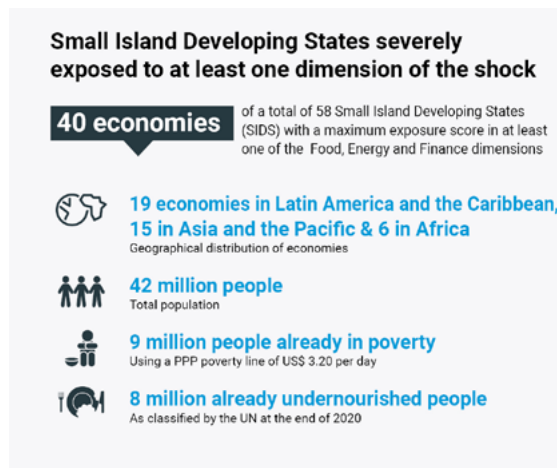 Small Island Developing States severely
exposed to at least one dimension of the shock
40 economies
of a total of 58 Small Island Developing States
(SIDS) with a maximum exposure score in at least
one of the Food, Energy and Finance dimensions
19 economies in Latin America and the Caribbean,
15 in Asia and the Pacific & 6 in Africa
Geographical distribution of economies
42 million people
Total population
9 million people already in poverty
Using a PPP poverty line of US$ 3.20 per day
8 million already undernourished people
As classified by the UN at the end of 2020